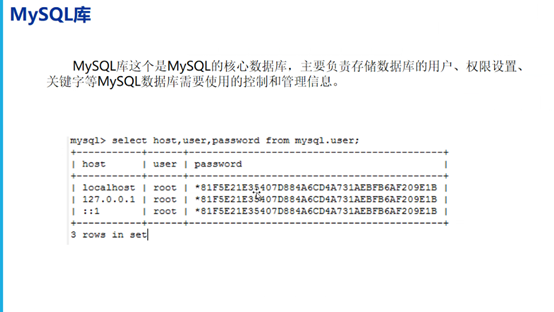 MySQL库
MySQL库这个是MySQL的核心数据库，主要负责存储数据库的用户、权限设置、
关键字等MySQL数据库需要使用的控制和管理信息。
mysql> select host,user,password from mysql.user;
+-----------+------+-------------------------------------------+
| host | user | password |
+-----------+------+-------------------------------------------+
| localhost | root | *81F5E21E35407D884A6CD4A731AEBFB6AF209E1B |
| 127.0.0.1 | root | *81F5E21E35407D884A6CD4A731AEBFB6AF209E1B |
| ::1 | root | *81F5E21E35407D884A6CD4A731AEBFB6AF209E1B |
+-----------+------+-------------------------------------------+
3 rows in set